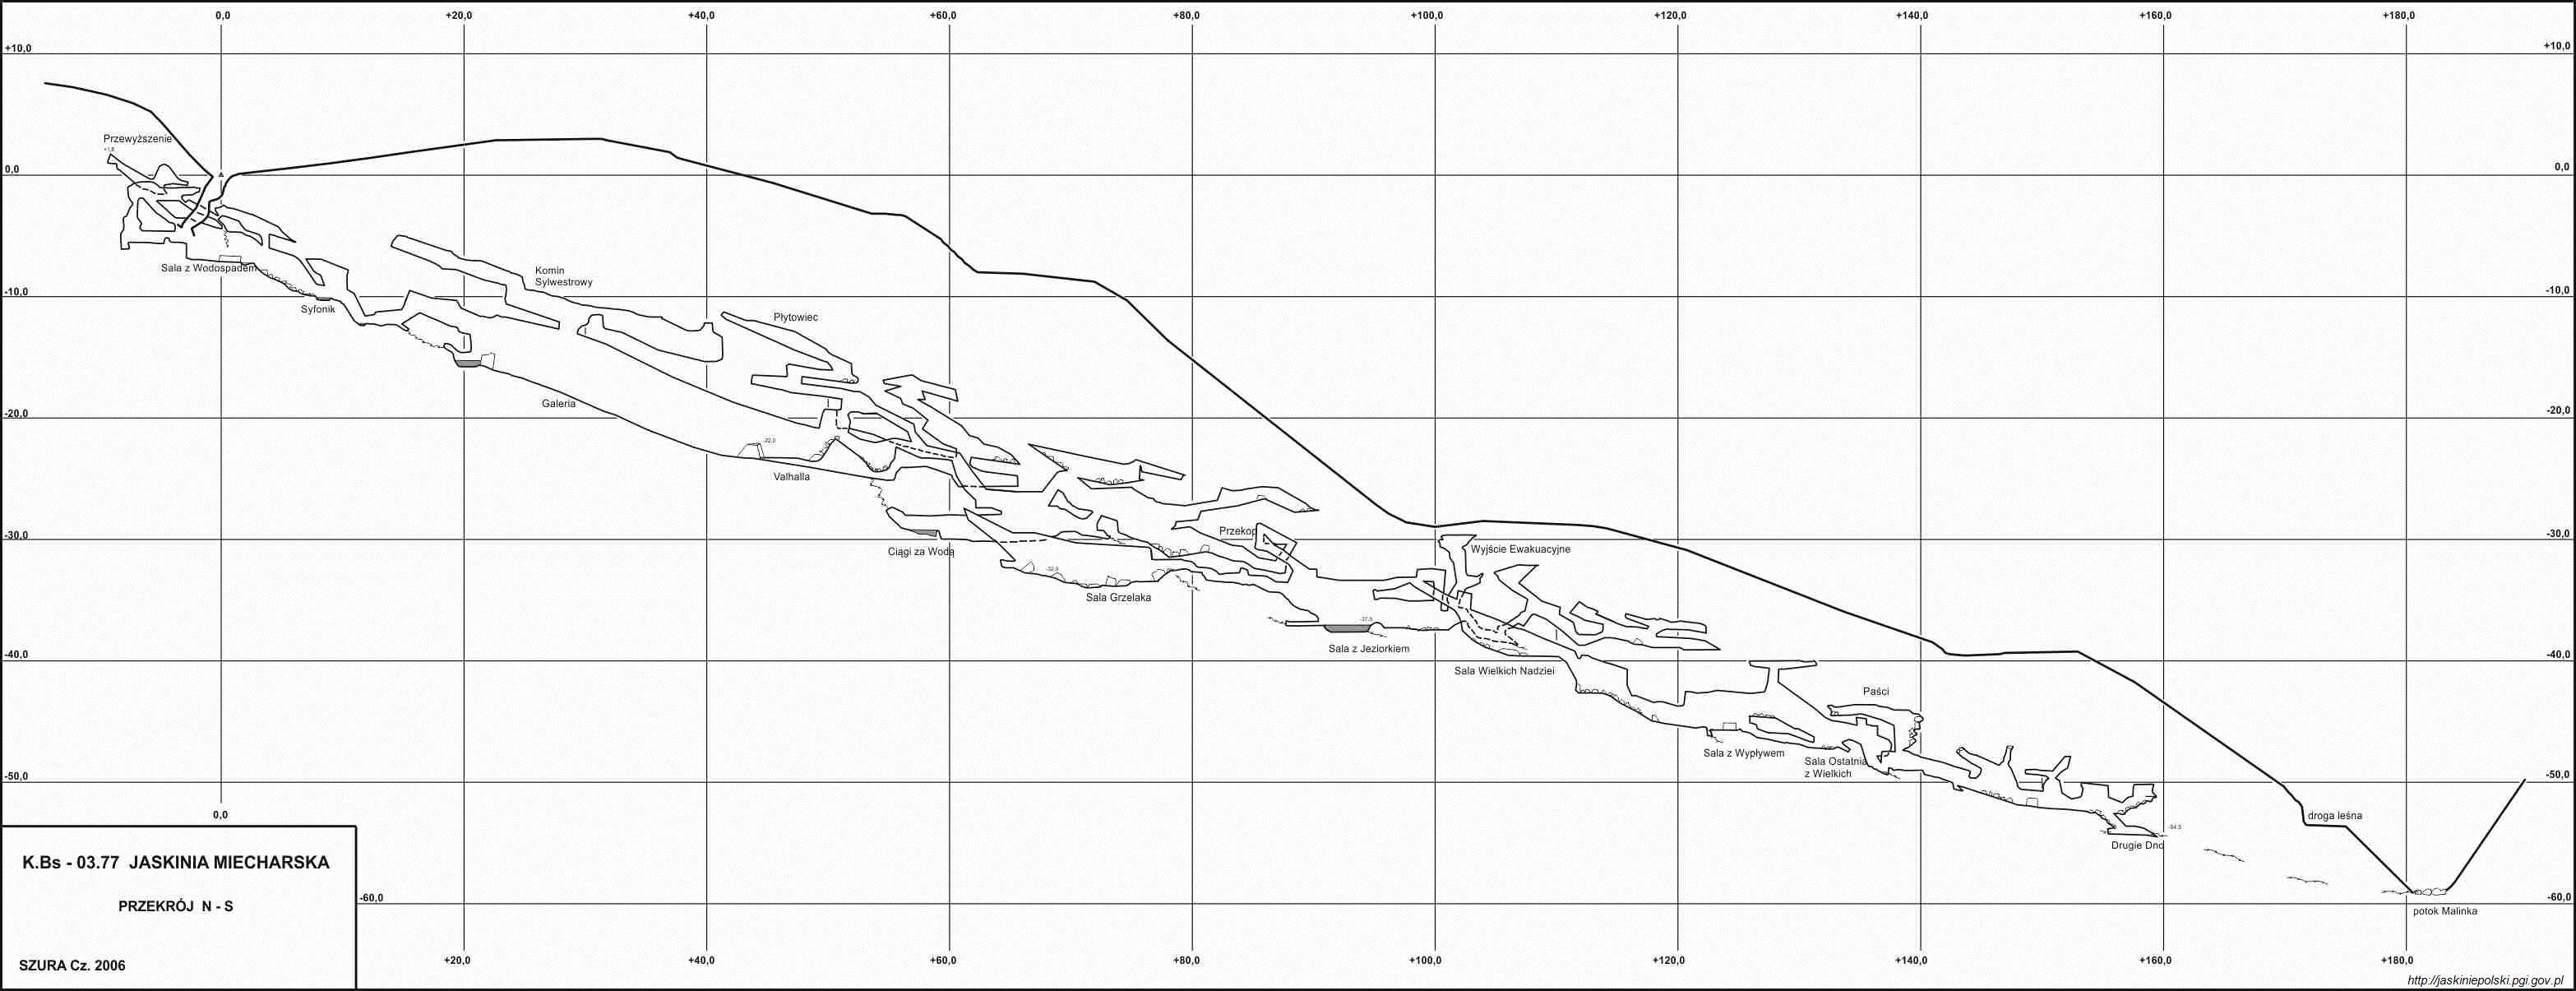 0,0 +20,0 +40,0 +60,0 +80,0 +100,0 +120,0 +140,0 +160,0 +180,0
+10,0 +10,0
Przewyższenie
+1,8
0,0 0,0
Sala z Wodospadem
Komin
Sylwestrowy
-10,0 -10,0
Syfonik
Płytowiec
Galeria
-20,0 -20,0
-22,0
Valhalla
Przekop
-30,0 -30,0
Ciągi za Wodą
Wyjście Ewakuacyjne
-32,8
Sala Grzelaka
-37,5
Sala z Jeziorkiem
-40,0 -40,0
Sala Wielkich Nadziei
Paści
Sala z Wypływem
Sala Ostatnia
z Wielkich
-50,0 -50,0
0,0
droga leśna
-54,5
Drugie Dno
K.Bs - 03.77 JASKINIA MIECHARSKA
PRZEKRÓJ N - S
-60,0 -60,0
potok Malinka
SZURA Cz. 2006
+20,0 +40,0 +60,0 +80,0 +100,0 +120,0 +140,0 +160,0 +180,0
http://jaskiniepolski.pgi.gov.pl